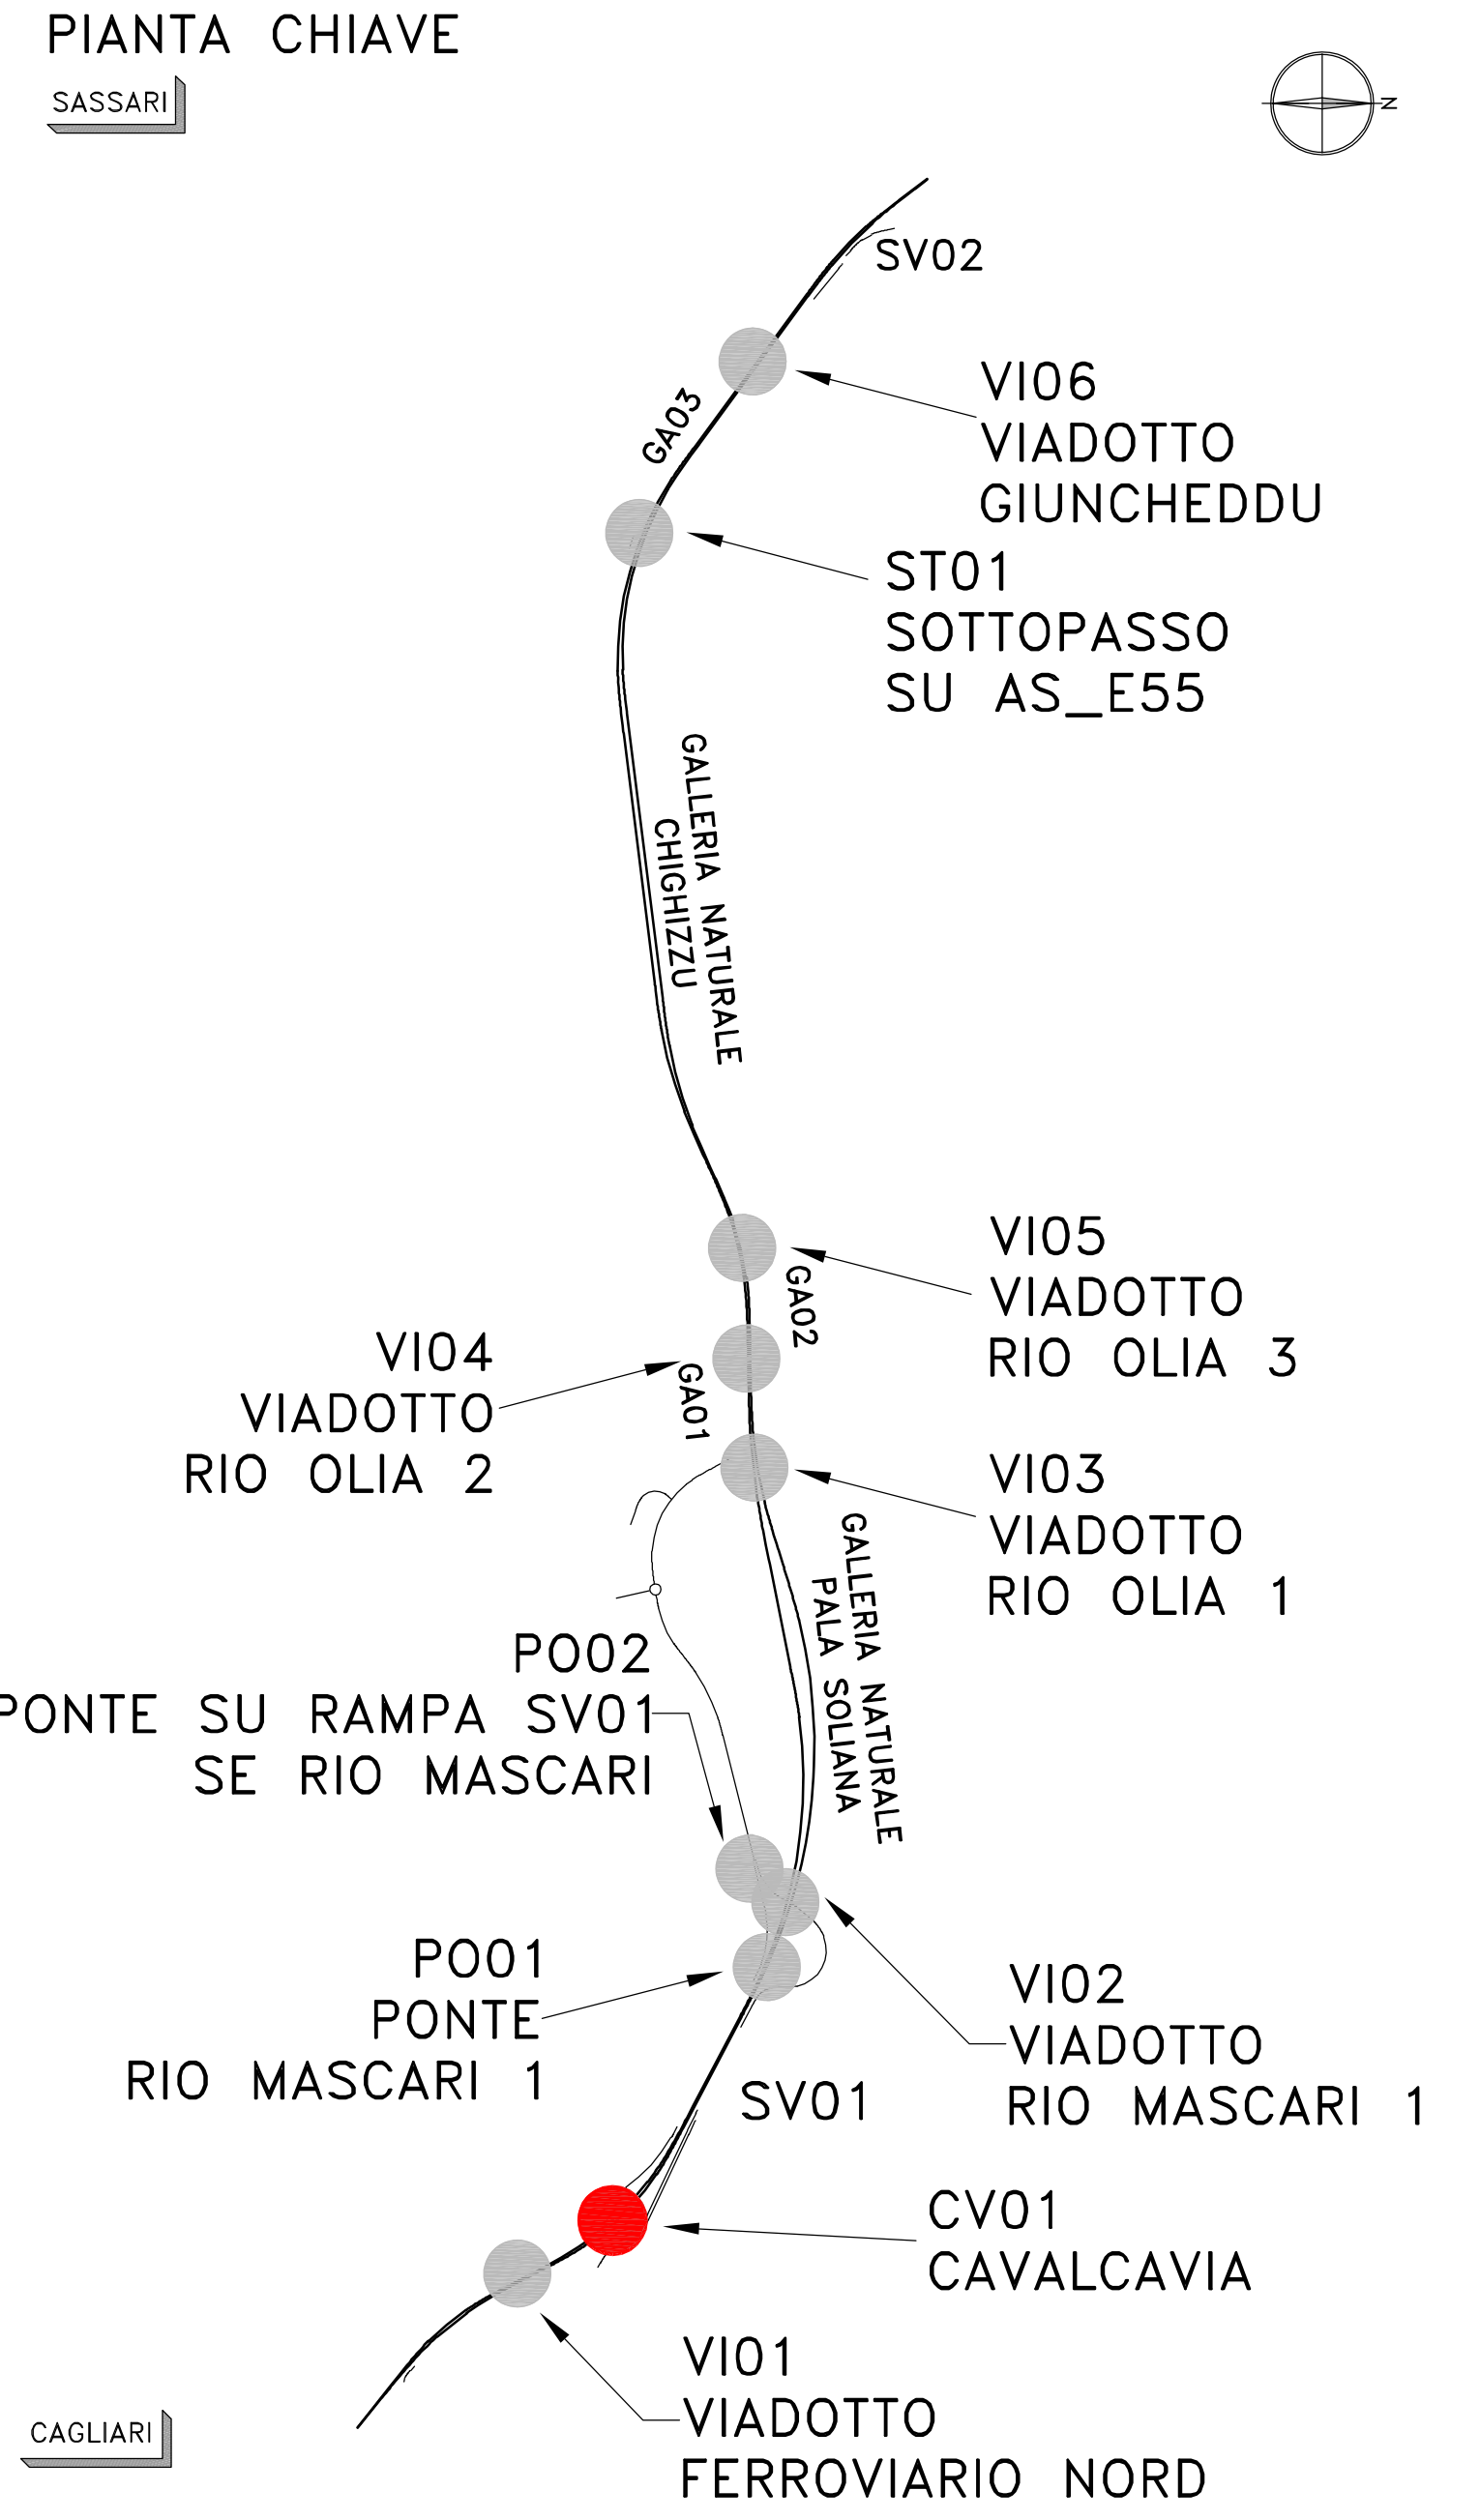 PIANTA CHIAVE
SASSARI
N
SV02
VI06
VIADOTTO
GIUNCHEDDU
GA03
ST01
SOTTOPASSO
SU AS_E55
GALLERIA NATURALE
CHIGHIZZU
VI05
VIADOTTO
RIO OLIA 3
GA02
VI04
VIADOTTO
RIO OLIA 2
GA01
VI03
VIADOTTO
RIO OLIA 1
GALLERIA NATURALE
PALA SOLIANA
PO02
PONTE SU RAMPA SV01
SE RIO MASCARI
PO01
PONTE
RIO MASCARI 1
VI02
VIADOTTO
RIO MASCARI 1
SV01
CV01
CAVALCAVIA
VI01
VIADOTTO
FERROVIARIO NORD
CAGLIARI